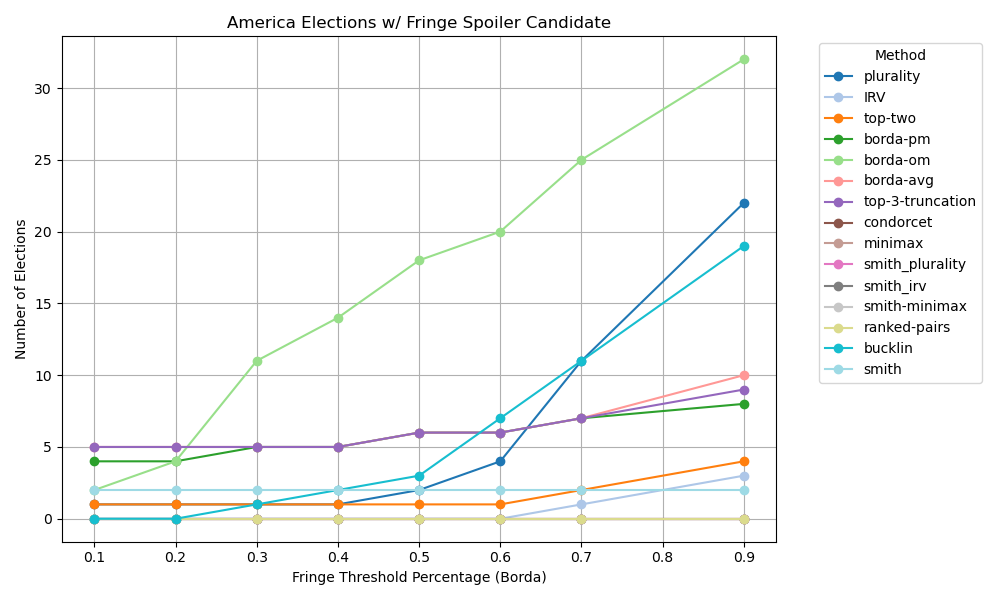 America Elections w/ Fringe Spoiler Candidate
Number of Elections
30
25
20
15
10
5
0
0.1 0.2 0.3 0.4 0.5 0.6 0.7 0.8 0.9
Fringe Threshold Percentage (Borda)
Method
plurality
IRV
top-two
borda-pm
borda-om
borda-avg
top-3-truncation
condorcet
minimax
smith_plurality
smith_irv
smith-minimax
ranked-pairs
bucklin
smith